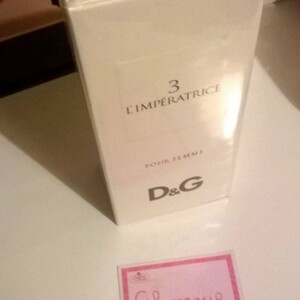 3
L'IMPÉRATRICE
POUR FEMME
D&G